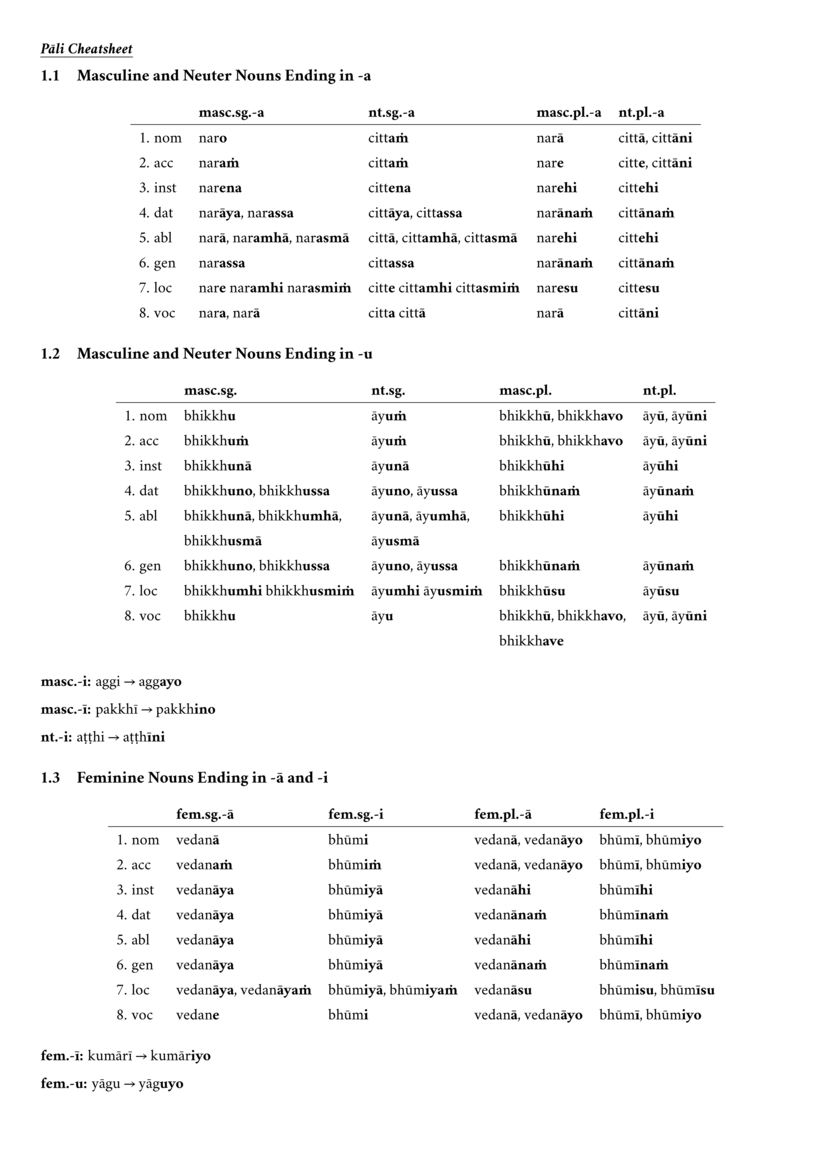 Pāli Cheatsheet
1.1 Masculine and Neuter Nouns Ending in -a
masc.sg.-a nt.sg.-a masc.pl.-a nt.pl.-a
1. nom naro cittaṁ narā cittā, cittāni
2. acc naraṁ cittaṁ nare citte, cittāni
3. inst narena cittena narehi cittehi
4. dat narāya, narassa cittāya, cittassa narānaṁ cittānaṁ
5. abl narā, naramhā, narasmā cittā, cittamhā, cittasmā narehi cittehi
6. gen narassa cittassa narānaṁ cittānaṁ
7. loc nare naramhi narasmiṁ citte cittamhi cittasmiṁ naresu cittesu
8. voc nara, narā citta cittā narā cittāni
1.2 Masculine and Neuter Nouns Ending in -u
masc.sg. nt.sg. masc.pl. nt.pl.
1. nom bhikkhu āyuṁ bhikkhū, bhikkhavo āyū, āyūni
2. acc bhikkhuṁ āyuṁ bhikkhū, bhikkhavo āyū, āyūni
3. inst bhikkhunā āyunā bhikkhūhi āyūhi
4. dat bhikkhuno, bhikkhussa āyuno, āyussa bhikkhūnaṁ āyūnaṁ
5. abl bhikkhunā, bhikkhumhā, āyunā, āyumhā, bhikkhūhi āyūhi
bhikkhusmā āyusmā
6. gen bhikkhuno, bhikkhussa āyuno, āyussa bhikkhūnaṁ āyūnaṁ
7. loc bhikkhumhi bhikkhusmiṁ āyumhi āyusmiṁ bhikkhūsu āyūsu
8. voc bhikkhu āyu bhikkhū, bhikkhavo, āyū, āyūni
bhikkhave
masc.-i: aggi → aggayo
masc.-ī: pakkhī → pakkhino
nt.-i: aṭṭhi → aṭṭhīni
1.3 Feminine Nouns Ending in -ā and -i
fem.sg.-ā fem.sg.-i fem.pl.-ā fem.pl.-i
1. nom vedanā bhūmi vedanā, vedanāyo bhūmī, bhūmiyo
2. acc vedanaṁ bhūmiṁ vedanā, vedanāyo bhūmī, bhūmiyo
3. inst vedanāya bhūmiyā vedanāhi bhūmīhi
4. dat vedanāya bhūmiyā vedanānaṁ bhūmīnaṁ
5. abl vedanāya bhūmiyā vedanāhi bhūmīhi
6. gen vedanāya bhūmiyā vedanānaṁ bhūmīnaṁ
7. loc vedanāya, vedanāyaṁ bhūmiyā, bhūmiyaṁ vedanāsu bhūmisu, bhūmīsu
8. voc vedane bhūmi vedanā, vedanāyo bhūmī, bhūmiyo
fem.-ī: kumārī → kumāriyo
fem.-u: yāgu → yāguyo